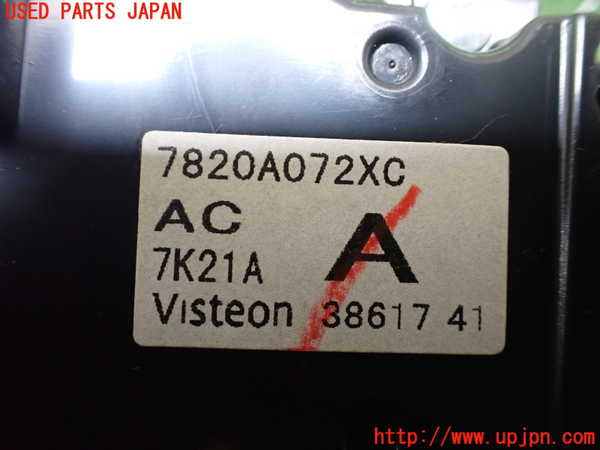 USED PARTS JAPAN
7820A072XC
AC
A
7K21A
Visteon 38617 41
http://www.upjpn.com/